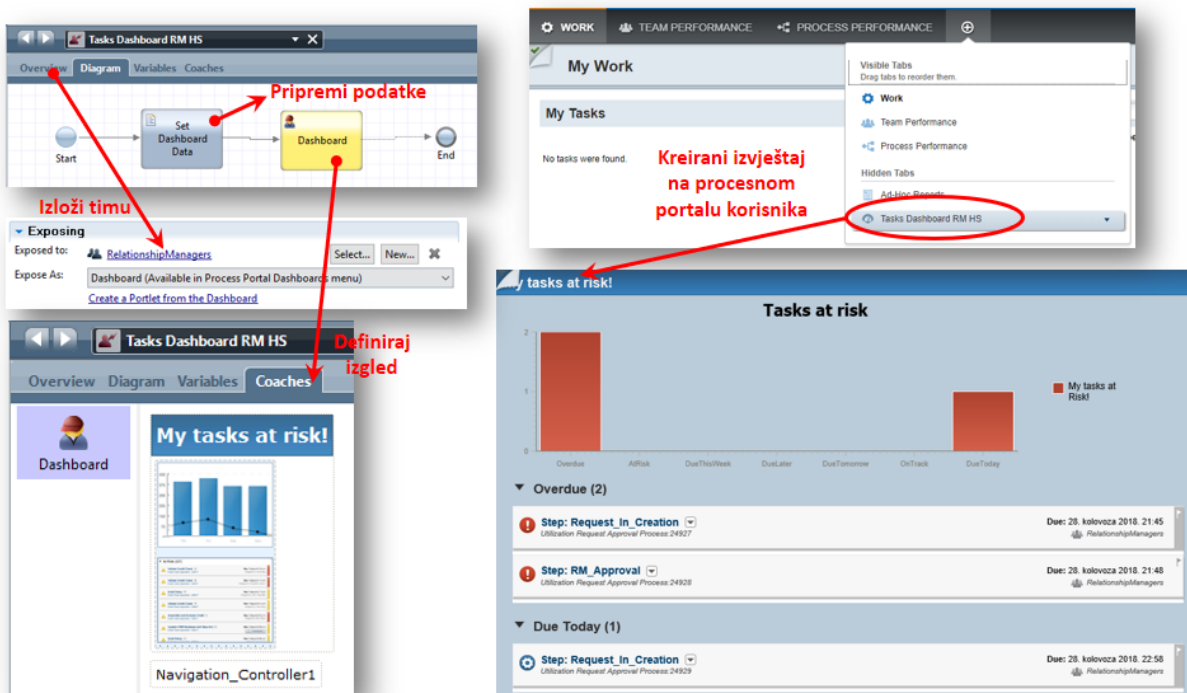 Tasks Dashboard RM HS
Overview Diagram Variables Coaches
Pripremi podatke
Set
Dashboard
Data
Dashboard
Start
End
Izloži timu
Exposing
Exposed to: RelationshipManagers Select... New...
Expose As: Dashboard (Available in Process Portal Dashboards menu)
Create a Portlet from the Dashboard
Tasks Dashboard RM HS
Definiraj
izgled
Overview Diagram Variables Coaches
Dashboard
My tasks at risk!
Navigation_Controller1
WORK TEAM PERFORMANCE PROCESS PERFORMANCE
My Work
My Tasks
No tasks were found.
Visible Tabs
Drag tabs to reorder them.
Work
Team Performance
Process Performance
Hidden Tabs
Ad-Hoc Reports
Tasks Dashboard RM HS
Kreirani izvještaj
na procesnom
portalu korisnika
y tasks at risk!
Tasks at risk
2
1
0
Overdue AtRisk DueThisWeek DueLater DueTomorrow OnTrack DueToday
My tasks at
Risk!
Overdue (2)
Step: Request_In_Creation Due: 28. kolovoza 2018. 21:45
Utilization Request Approval Process:24927 RelationshipManagers
Step: RM_Approval Due: 28. kolovoza 2018. 21:48
Utilization Request Approval Process:24928 RelationshipManagers
Due Today (1)
Step: Request_In_Creation Due: 28. kolovoza 2018. 22:58
Utilization Request Approval Process:24929 RelationshipManagers